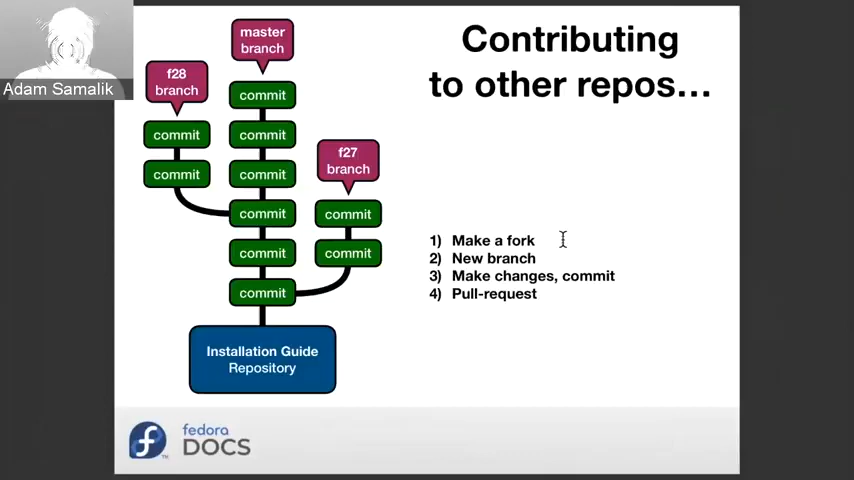 Adam Samalik
Contributing
to other repos...
master
branch
f28
branch
f27
branch
commit
commit
commit
commit
commit
commit
commit
commit
commit
commit
1) Make a fork
2) New branch
3) Make changes, commit
4) Pull-request
Installation Guide
Repository
fedora
DOCS
TM